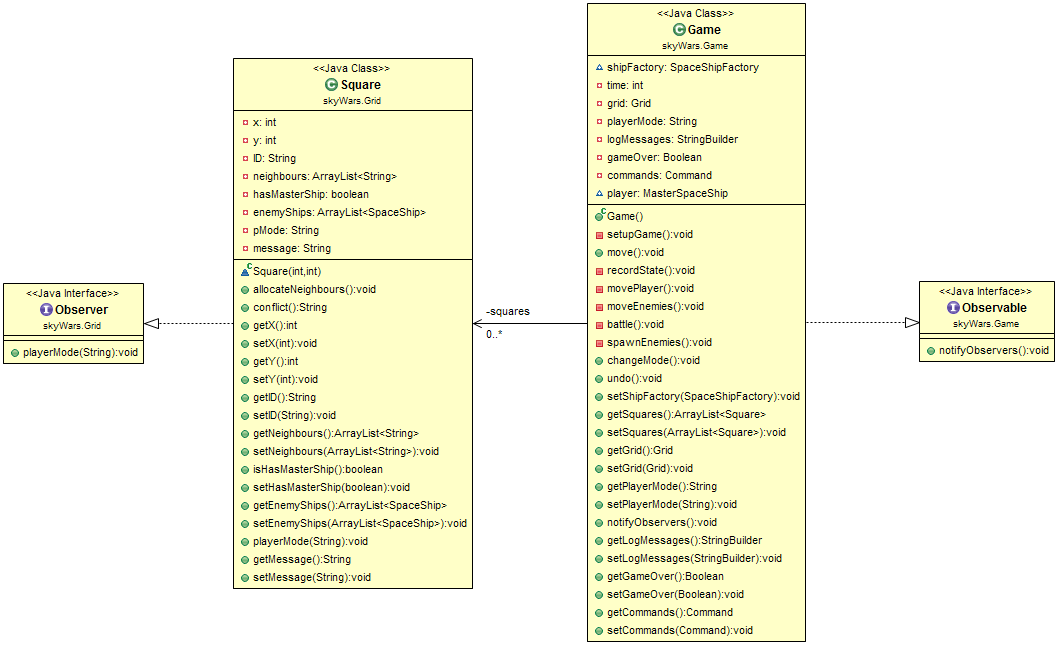 <<Java Interface>>
Observer
skyWars.Grid
playerMode(String):void
<<Java Class>>
Square
skyWars.Grid
x: int
y: int
ID: String
neighbours: ArrayList<String>
hasMasterShip: boolean
enemyShips: ArrayList<SpaceShip>
pMode: String
message: String
Square(int,int)
allocateNeighbours():void
conflict():String
getX():int
setX(int):void
getY():int
setY(int):void
getID():String
setID(String):void
getNeighbours():ArrayList<String>
setNeighbours(ArrayList<String>):void
isHasMasterShip():boolean
setHasMasterShip(boolean):void
getEnemyShips():ArrayList<SpaceShip>
setEnemyShips(ArrayList<SpaceShip>):void
playerMode(String):void
getMessage():String
setMessage(String):void
-squares
0..*
<<Java Class>>
Game
skyWars.Game
shipFactory: SpaceShipFactory
time: int
grid: Grid
playerMode: String
logMessages: StringBuilder
gameOver: Boolean
commands: Command
player: MasterSpaceShip
Game()
setupGame():void
move():void
recordState():void
movePlayer():void
moveEnemies():void
battle():void
spawnEnemies():void
changeMode():void
undo():void
setShipFactory(SpaceShipFactory):void
getSquares():ArrayList<Square>
setSquares(ArrayList<Square>):void
getGrid():Grid
setGrid(Grid):void
getPlayerMode():String
setPlayerMode(String):void
notifyObservers():void
getLogMessages():StringBuilder
setLogMessages(StringBuilder):void
getGameOver():Boolean
setGameOver(Boolean):void
getCommands():Command
setCommands(Command):void
<<Java Interface>>
Observable
skyWars.Game
notifyObservers():void